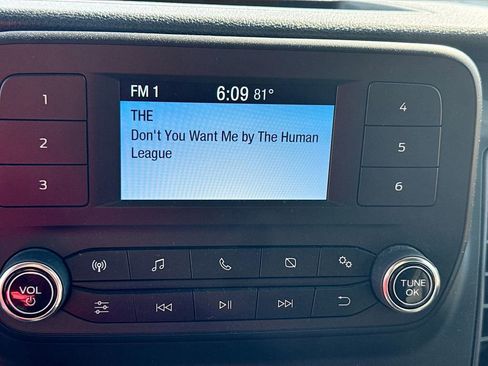 FM 1 6:09 81°
THE
Don't You Want Me by The Human
League
1
2
3
4
5
6
VOL
TUNE
OK